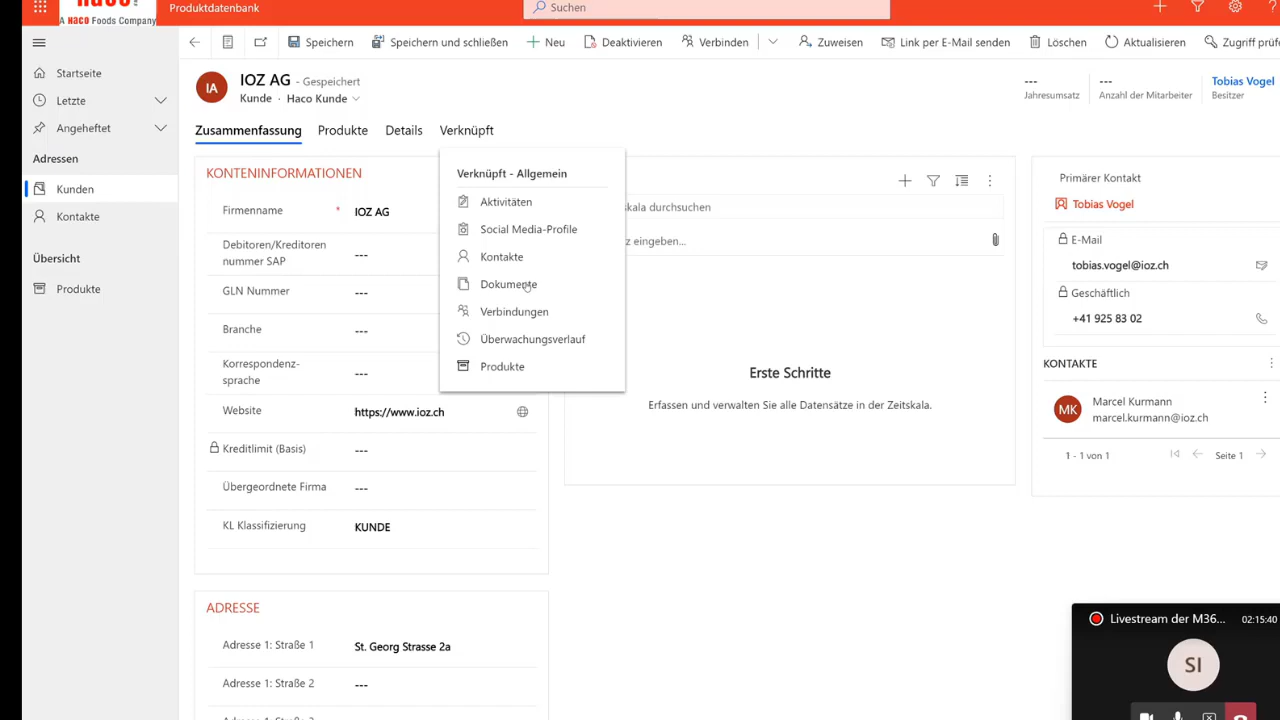 A Haco Foods Company
Produktdatenbank
Suchen
Speichern
Speichern und schließen
Neu
Deaktivieren
Verbinden
Zuweisen
Link per E-Mail senden
Löschen
Aktualisieren
Startseite
Letzte
Angeheftet
Adressen
Kunden
Kontakte
Übersicht
Produkte
IA
IOZ AG - Gespeichert
Kunde · Haco Kunde
---
Jahresumsatz
---
Anzahl der Mitarbeiter
Tobias Vogel
Besitzer
Zusammenfassung
Produkte
Details
Verknüpft
KONTENINFORMATIONEN
Firmenname * IOZ AG
Debitoren/Kreditoren
nummer SAP ---
GLN Nummer ---
Branche ---
Korrespondenz-
sprache ---
Website https://www.ioz.ch
Kreditlimit (Basis) ---
Übergeordnete Firma ---
KL Klassifizierung KUNDE
ADRESSE
Adresse 1: Straße 1 St. Georg Strasse 2a
Adresse 1: Straße 2 ---
Verknüpft - Allgemein
Aktivitäten
Social Media-Profile
Kontakte
Dokumente
Verbindungen
Überwachungsverlauf
Produkte
durchsuchen
eingeben...
Erste Schritte
Erfassen und verwalten Sie alle Datensätze in der Zeitskala.
Primärer Kontakt
Tobias Vogel
E-Mail
tobias.vogel@ioz.ch
Geschäftlich
+41 925 83 02
KONTAKTE
MK
Marcel Kurmann
marcel.kurmann@ioz.ch
1 - 1 von 1
Seite 1
Livestream der M36...
02:15:40
SI